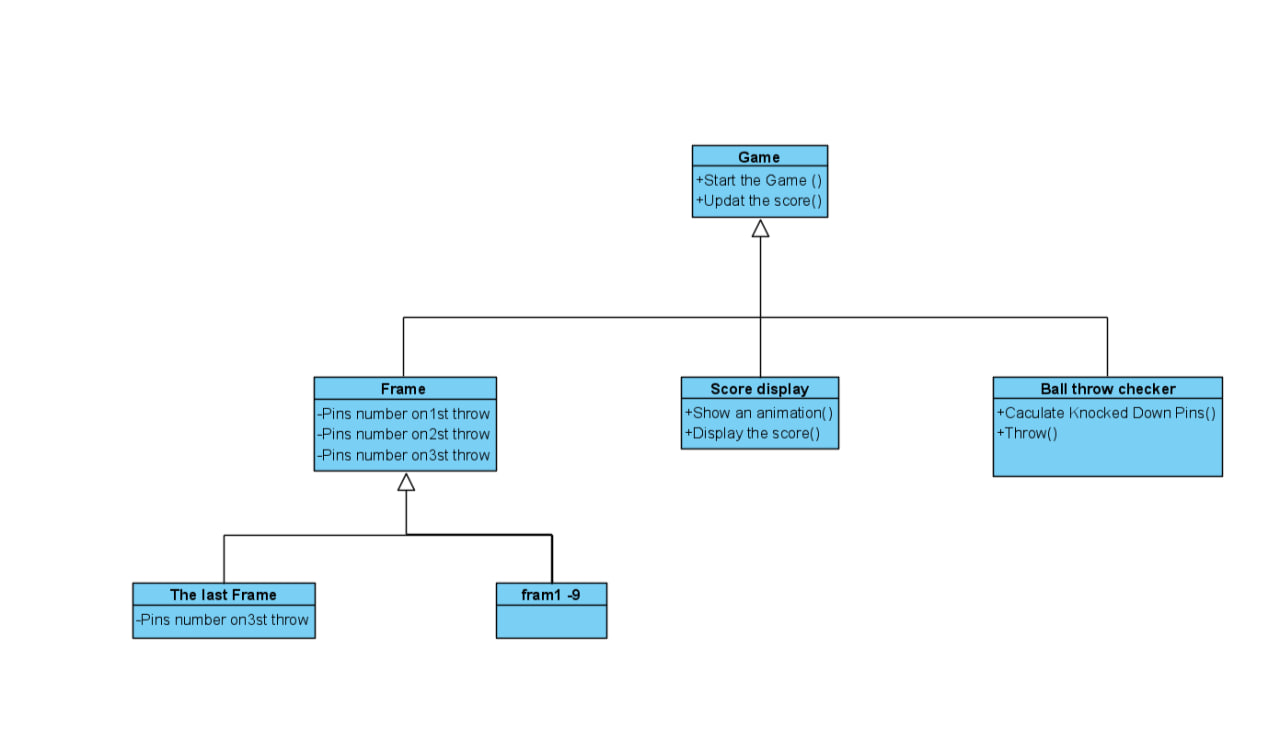 Game
+Start the Game ()
+Updat the score()
Frame
-Pins number on1st throw
-Pins number on2st throw
-Pins number on3st throw
Score display
+Show an animation()
+Display the score()
Ball throw checker
+Caculate Knocked Down Pins()
+Throw()
The last Frame
-Pins number on3st throw
fram1 -9